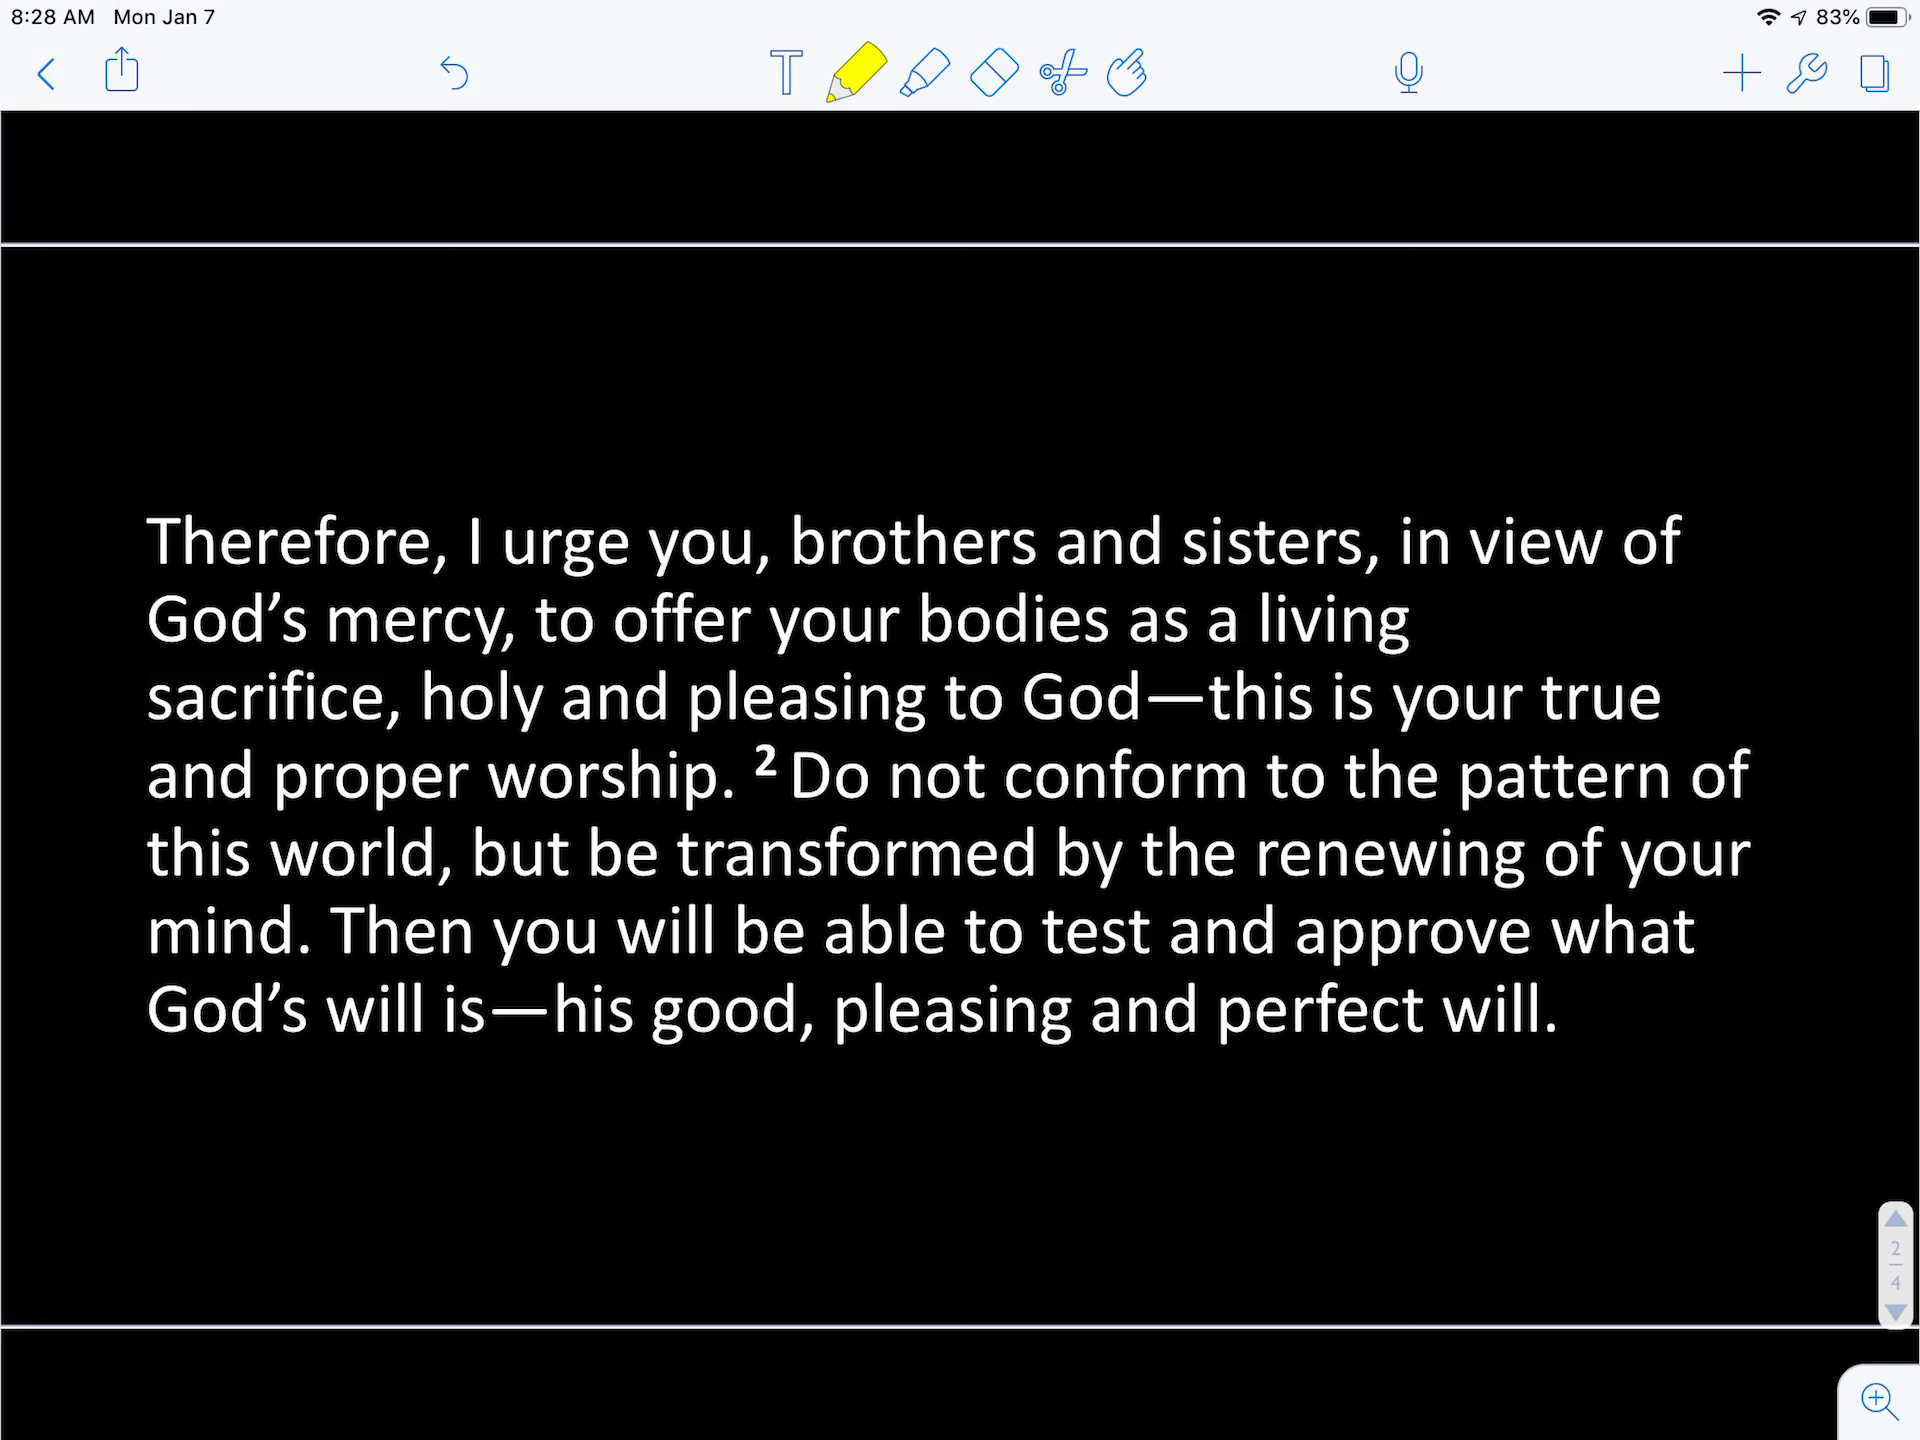 8:28 AM Mon Jan 7 83%
T
Therefore, I urge you, brothers and sisters, in view of
God’s mercy, to offer your bodies as a living
sacrifice, holy and pleasing to God—this is your true
and proper worship. ² Do not conform to the pattern of
this world, but be transformed by the renewing of your
mind. Then you will be able to test and approve what
God’s will is—his good, pleasing and perfect will.
2
4